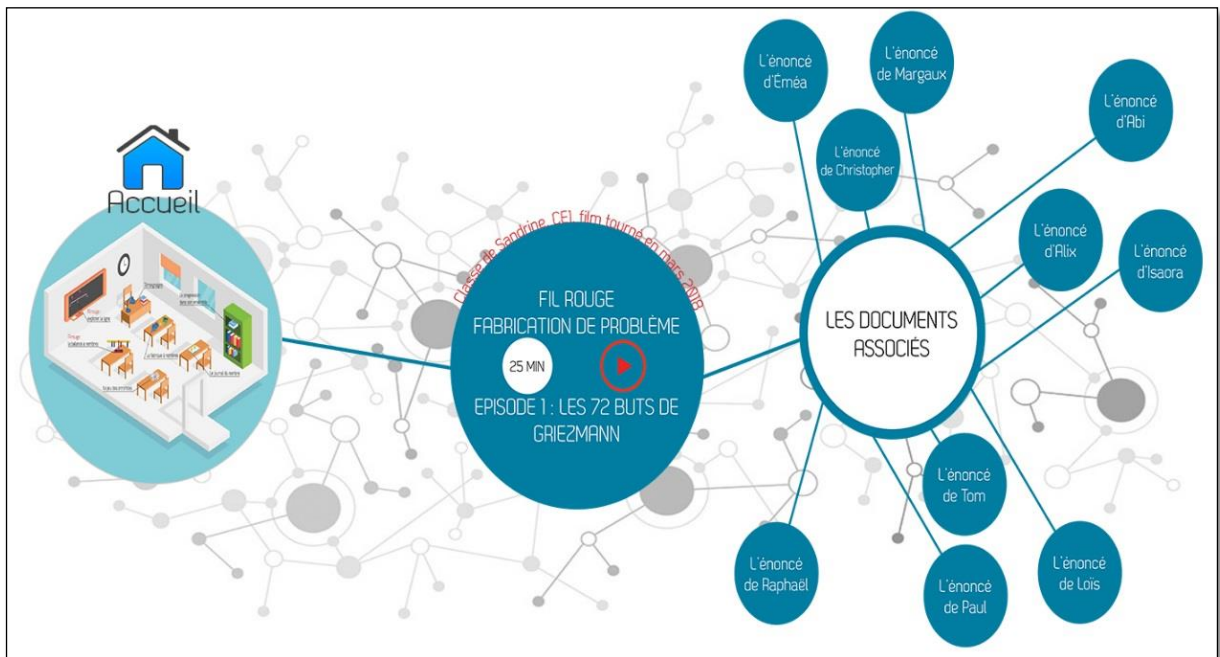 Accueil
Classe de Sandrine, CE1, film tourné en mars 2018
FIL ROUGE
FABRICATION DE PROBLÈME
25 MIN
EPISODE 1 : LES 72 BUTS DE
GRIEZMANN
LES DOCUMENTS
ASSOCIÉS
L'énoncé
d'Éméa
L'énoncé
de Margaux
L'énoncé
de Christopher
L'énoncé
d'Abi
L'énoncé
d'Alix
L'énoncé
d'Isaora
L'énoncé
de Tom
L'énoncé
de Raphaël
L'énoncé
de Paul
L'énoncé
de Loïs